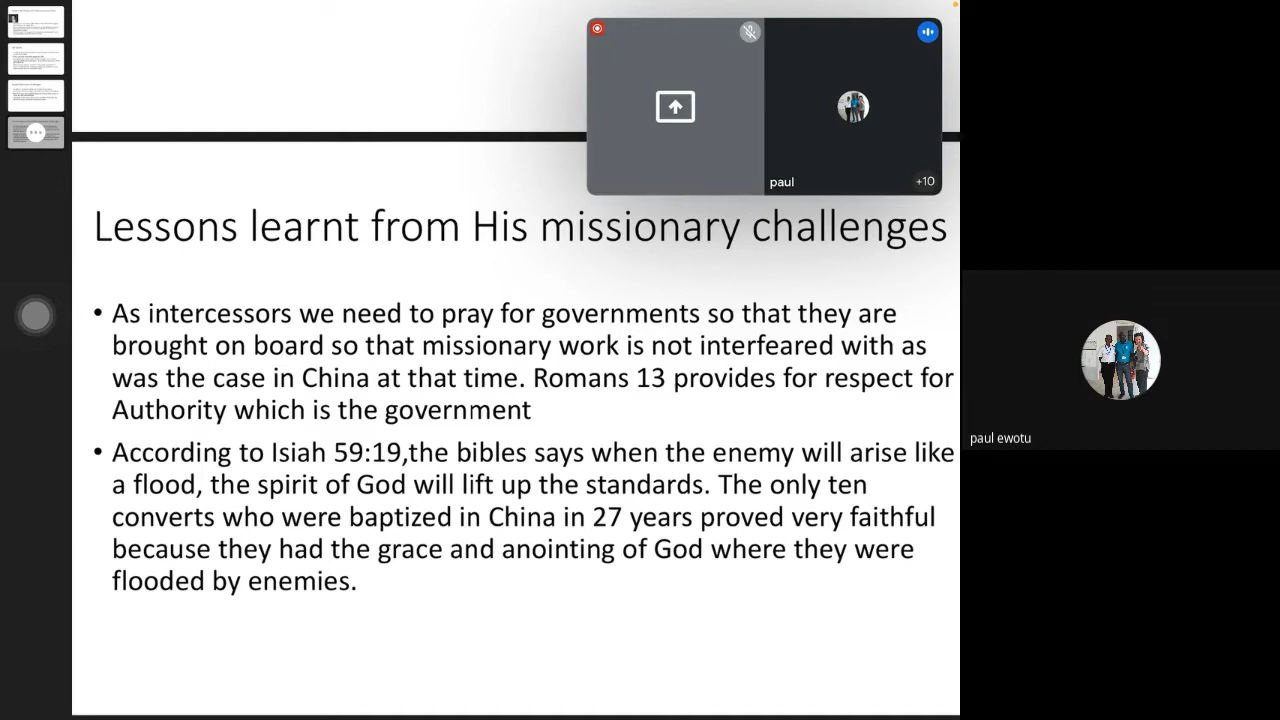 paul
+10
Lessons learnt from His missionary challenges
• As intercessors we need to pray for governments so that they are
brought on board so that missionary work is not interfeared with as
was the case in China at that time. Romans 13 provides for respect for
Authority which is the government
• According to Isiah 59:19,the bibles says when the enemy will arise like
a flood, the spirit of God will lift up the standards. The only ten
converts who were baptized in China in 27 years proved very faithful
because they had the grace and anointing of God where they were
flooded by enemies.
paul ewotu